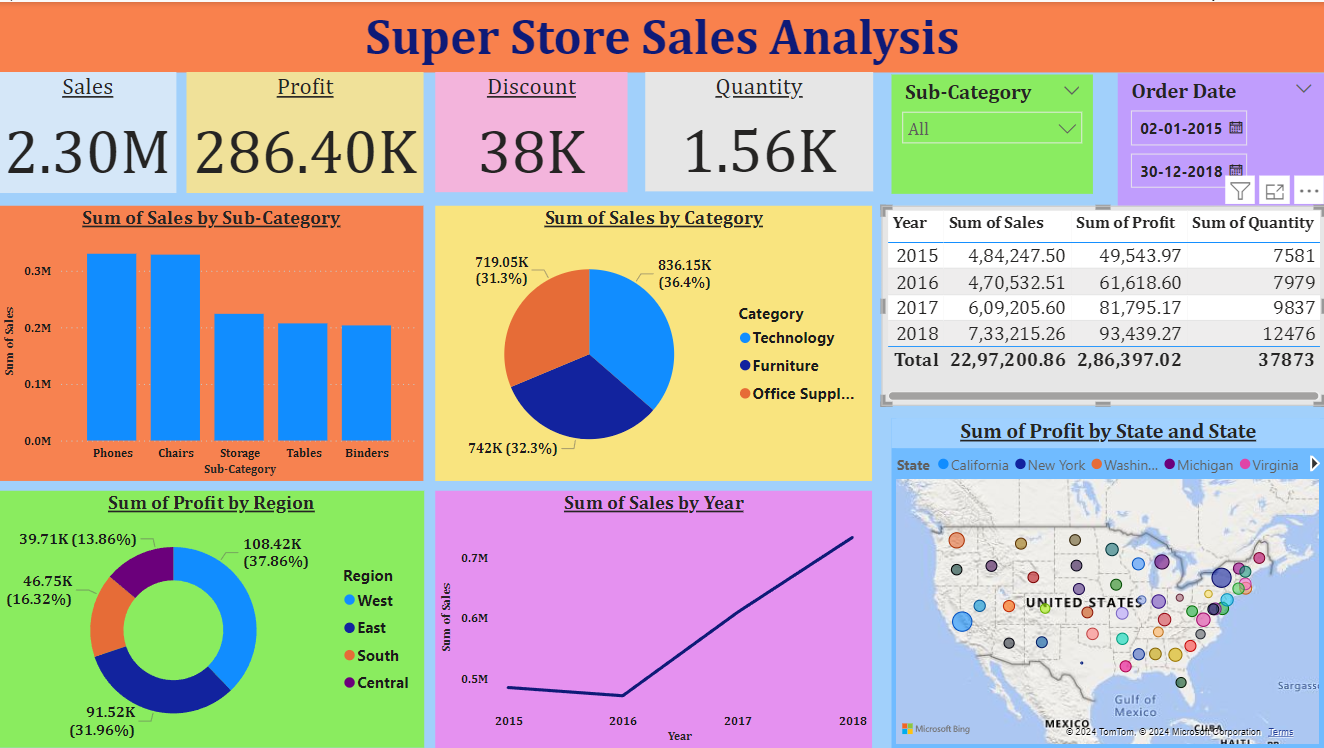 Super Store Sales Analysis
Sales
2.30M
Profit
286.40K
Discount
38K
Quantity
1.56K
Sub-Category
All
Order Date
02-01-2015
30-12-2018
Sum of Sales by Sub-Category
Sum of Sales
0.3M
0.2M
0.1M
0.0M
Phones Chairs Storage Tables Binders
Sub-Category
Sum of Sales by Category
719.05K
(31.3%)
836.15K
(36.4%)
742K (32.3%)
Category
Technology
Furniture
Office Suppl...
Year Sum of Sales Sum of Profit Sum of Quantity
2015 4,84,247.50 49,543.97 7581
2016 4,70,532.51 61,618.60 7979
2017 6,09,205.60 81,795.17 9837
2018 7,33,215.26 93,439.27 12476
Total 22,97,200.86 2,86,397.02 37873
Sum of Profit by Region
39.71K (13.86%)
108.42K
(37.86%)
46.75K
(16.32%)
91.52K
(31.96%)
Region
West
East
South
Central
Sum of Sales by Year
Sum of Sales
0.7M
0.6M
0.5M
2015 2016 2017 2018
Year
Sum of Profit by State and State
State California New York Washin... Michigan Virginia
UNITED STATES
Gulf of
Mexico
MEXICO
CUBA
HAITI
Sargass
Microsoft Bing
© 2024 TomTom, © 2024 Microsoft Corporation Terms